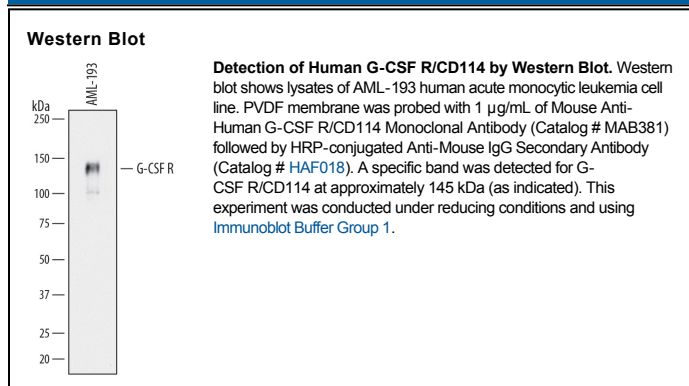 Western Blot
AML-193
kDa
250
150
100
75
50
37
25
20
G-CSF R
Detection of Human G-CSF R/CD114 by Western Blot. Western
blot shows lysates of AML-193 human acute monocytic leukemia cell
line. PVDF membrane was probed with 1 µg/mL of Mouse Anti-
Human G-CSF R/CD114 Monoclonal Antibody (Catalog # MAB381)
followed by HRP-conjugated Anti-Mouse IgG Secondary Antibody
(Catalog # HAF018). A specific band was detected for G-
CSF R/CD114 at approximately 145 kDa (as indicated). This
experiment was conducted under reducing conditions and using
Immunoblot Buffer Group 1.